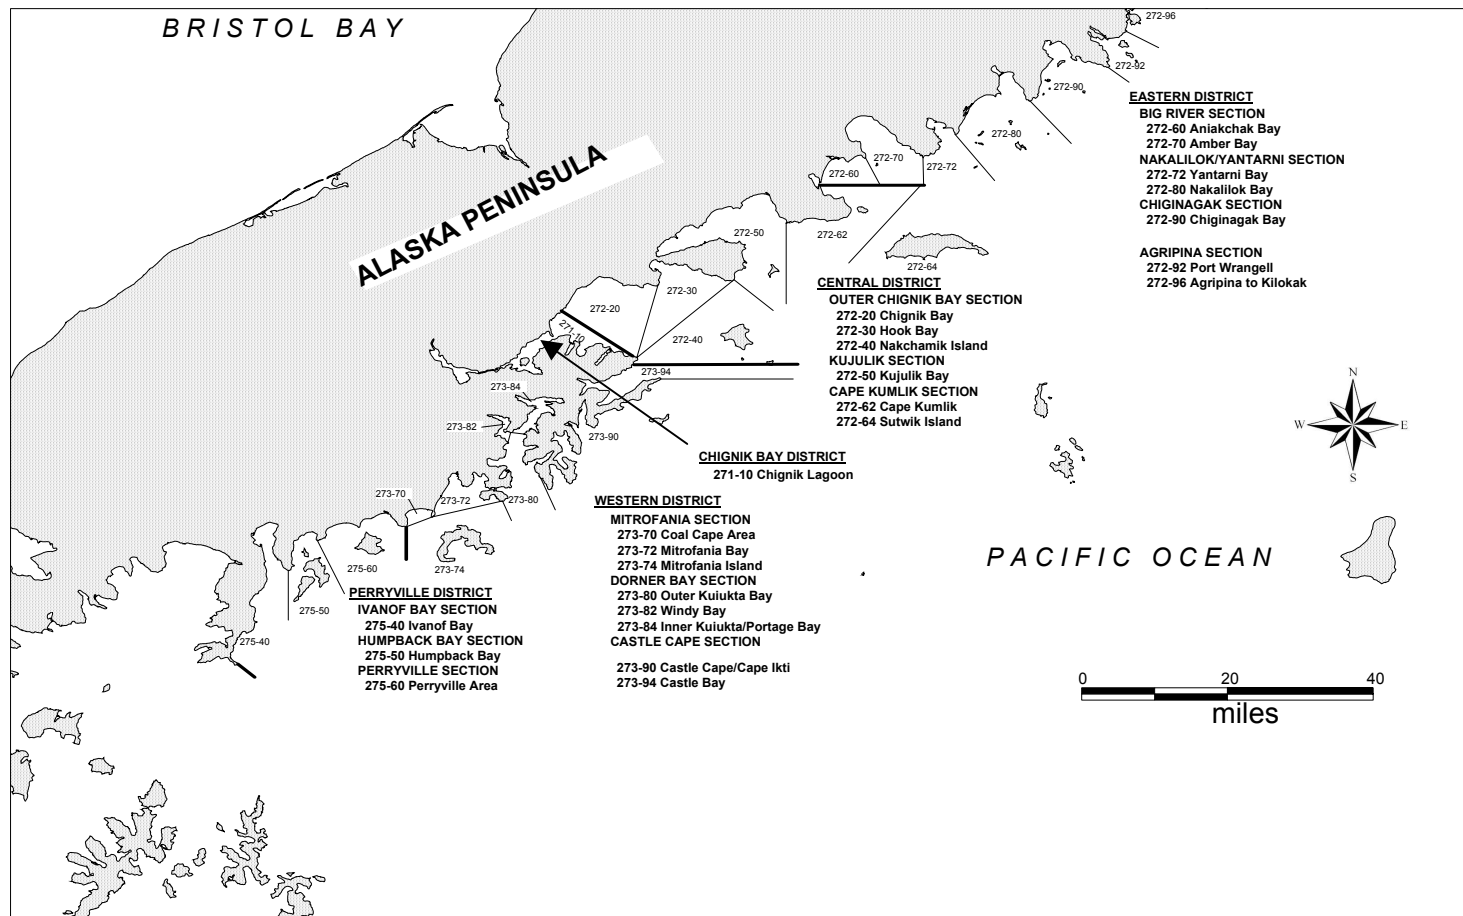 BRISTOL BAY
ALASKA PENINSULA
272-96
272-92
272-90
272-80
272-70
272-72
272-60
272-50
272-62
272-64
272-30
272-20
271-10
272-40
273-94
273-84
273-82
273-90
273-70
273-72
273-80
275-60
273-74
275-50
275-40
EASTERN DISTRICT
BIG RIVER SECTION
272-60 Aniakchak Bay
272-70 Amber Bay
NAKALILOK/YANTARNI SECTION
272-72 Yantarni Bay
272-80 Nakalilok Bay
CHIGINAGAK SECTION
272-90 Chiginagak Bay
AGRIPINA SECTION
272-92 Port Wrangell
272-96 Agripina to Kilokak
CENTRAL DISTRICT
OUTER CHIGNIK BAY SECTION
272-20 Chignik Bay
272-30 Hook Bay
272-40 Nakchamik Island
KUJULIK SECTION
272-50 Kujulik Bay
CAPE KUMLIK SECTION
272-62 Cape Kumlik
272-64 Sutwik Island
CHIGNIK BAY DISTRICT
271-10 Chignik Lagoon
WESTERN DISTRICT
MITROFANIA SECTION
273-70 Coal Cape Area
273-72 Mitrofania Bay
273-74 Mitrofania Island
DORNER BAY SECTION
273-80 Outer Kuiukta Bay
273-82 Windy Bay
273-84 Inner Kuiukta/Portage Bay
CASTLE CAPE SECTION
273-90 Castle Cape/Cape Ikti
273-94 Castle Bay
PERRYVILLE DISTRICT
IVANOF BAY SECTION
275-40 Ivanof Bay
HUMPBACK BAY SECTION
275-50 Humpback Bay
PERRYVILLE SECTION
275-60 Perryville Area
N
W E
S
PACIFIC OCEAN
0 20 40
miles